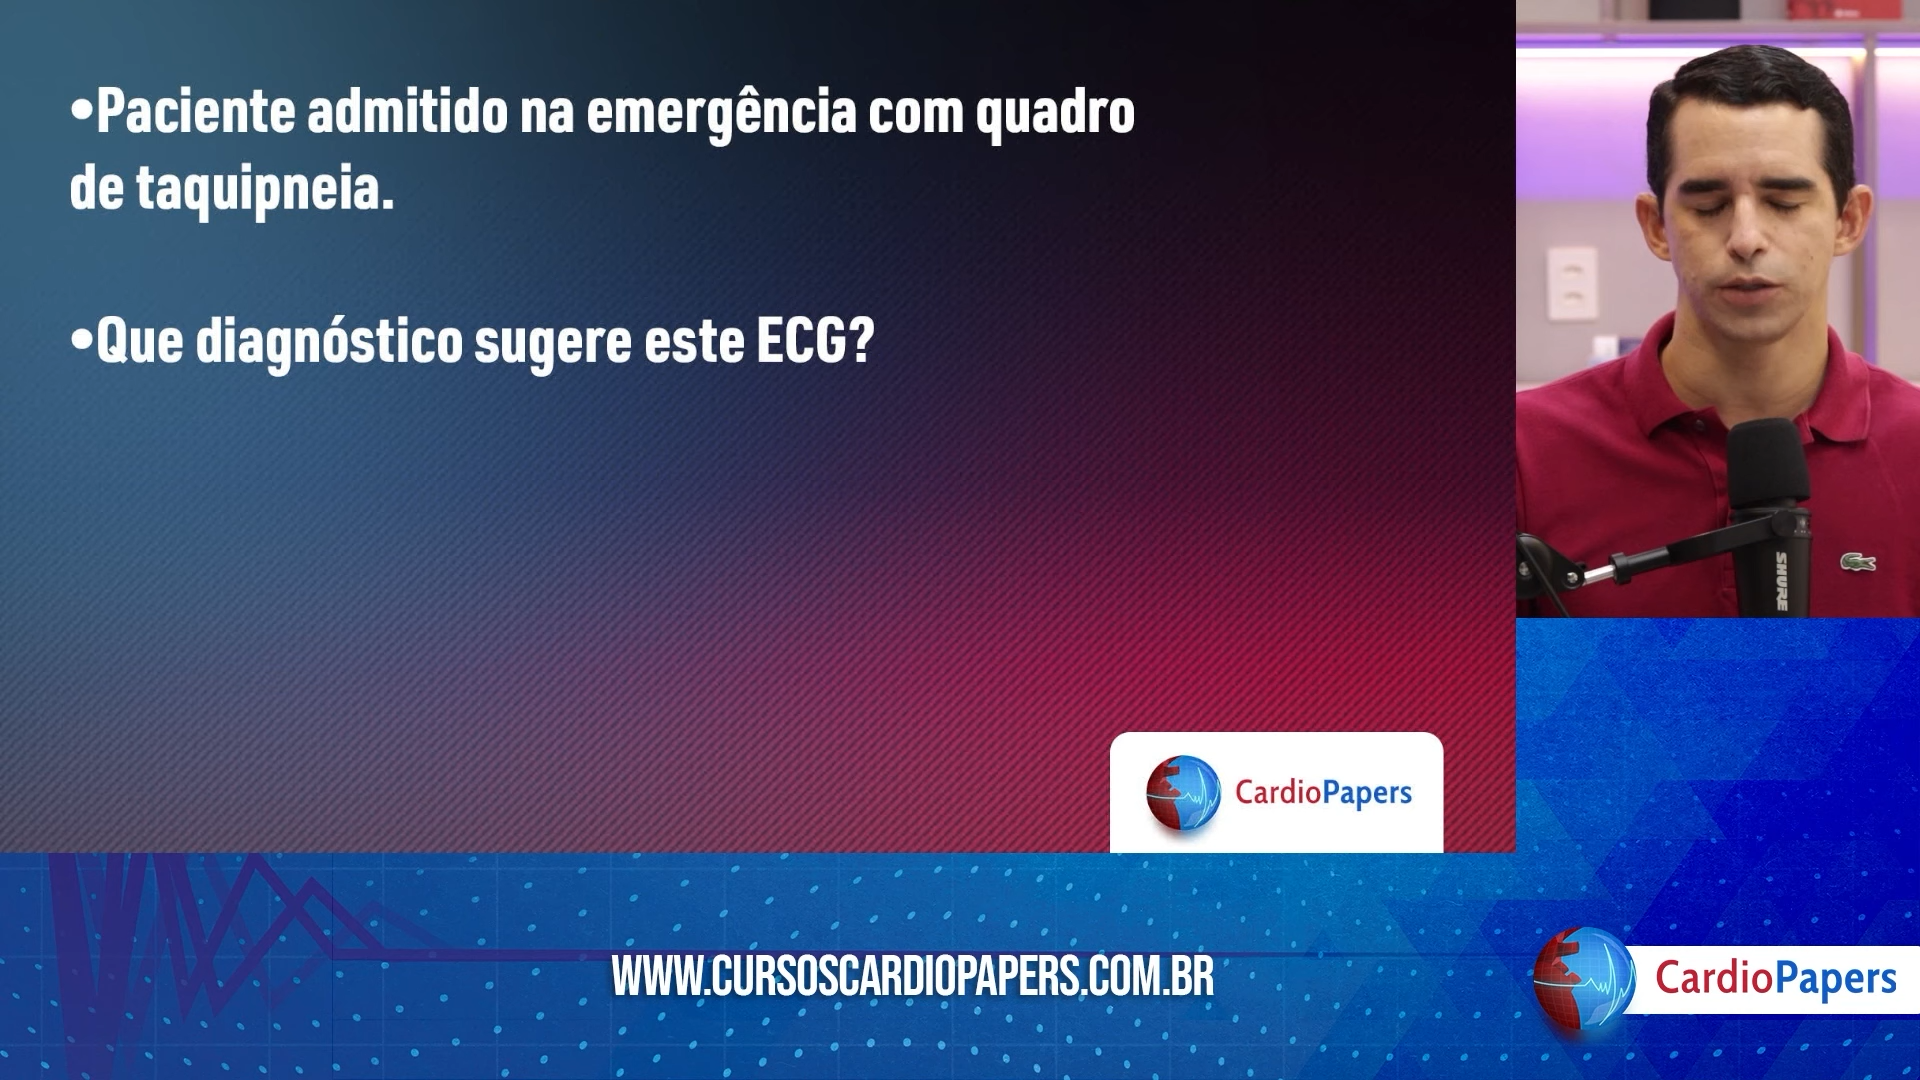 •Paciente admitido na emergência com quadro
de taquipneia.
•Que diagnóstico sugere este ECG?
SHURE
CardioPapers
WWW.CURSOSCARDIOPAPERS.COM.BR
CardioPapers